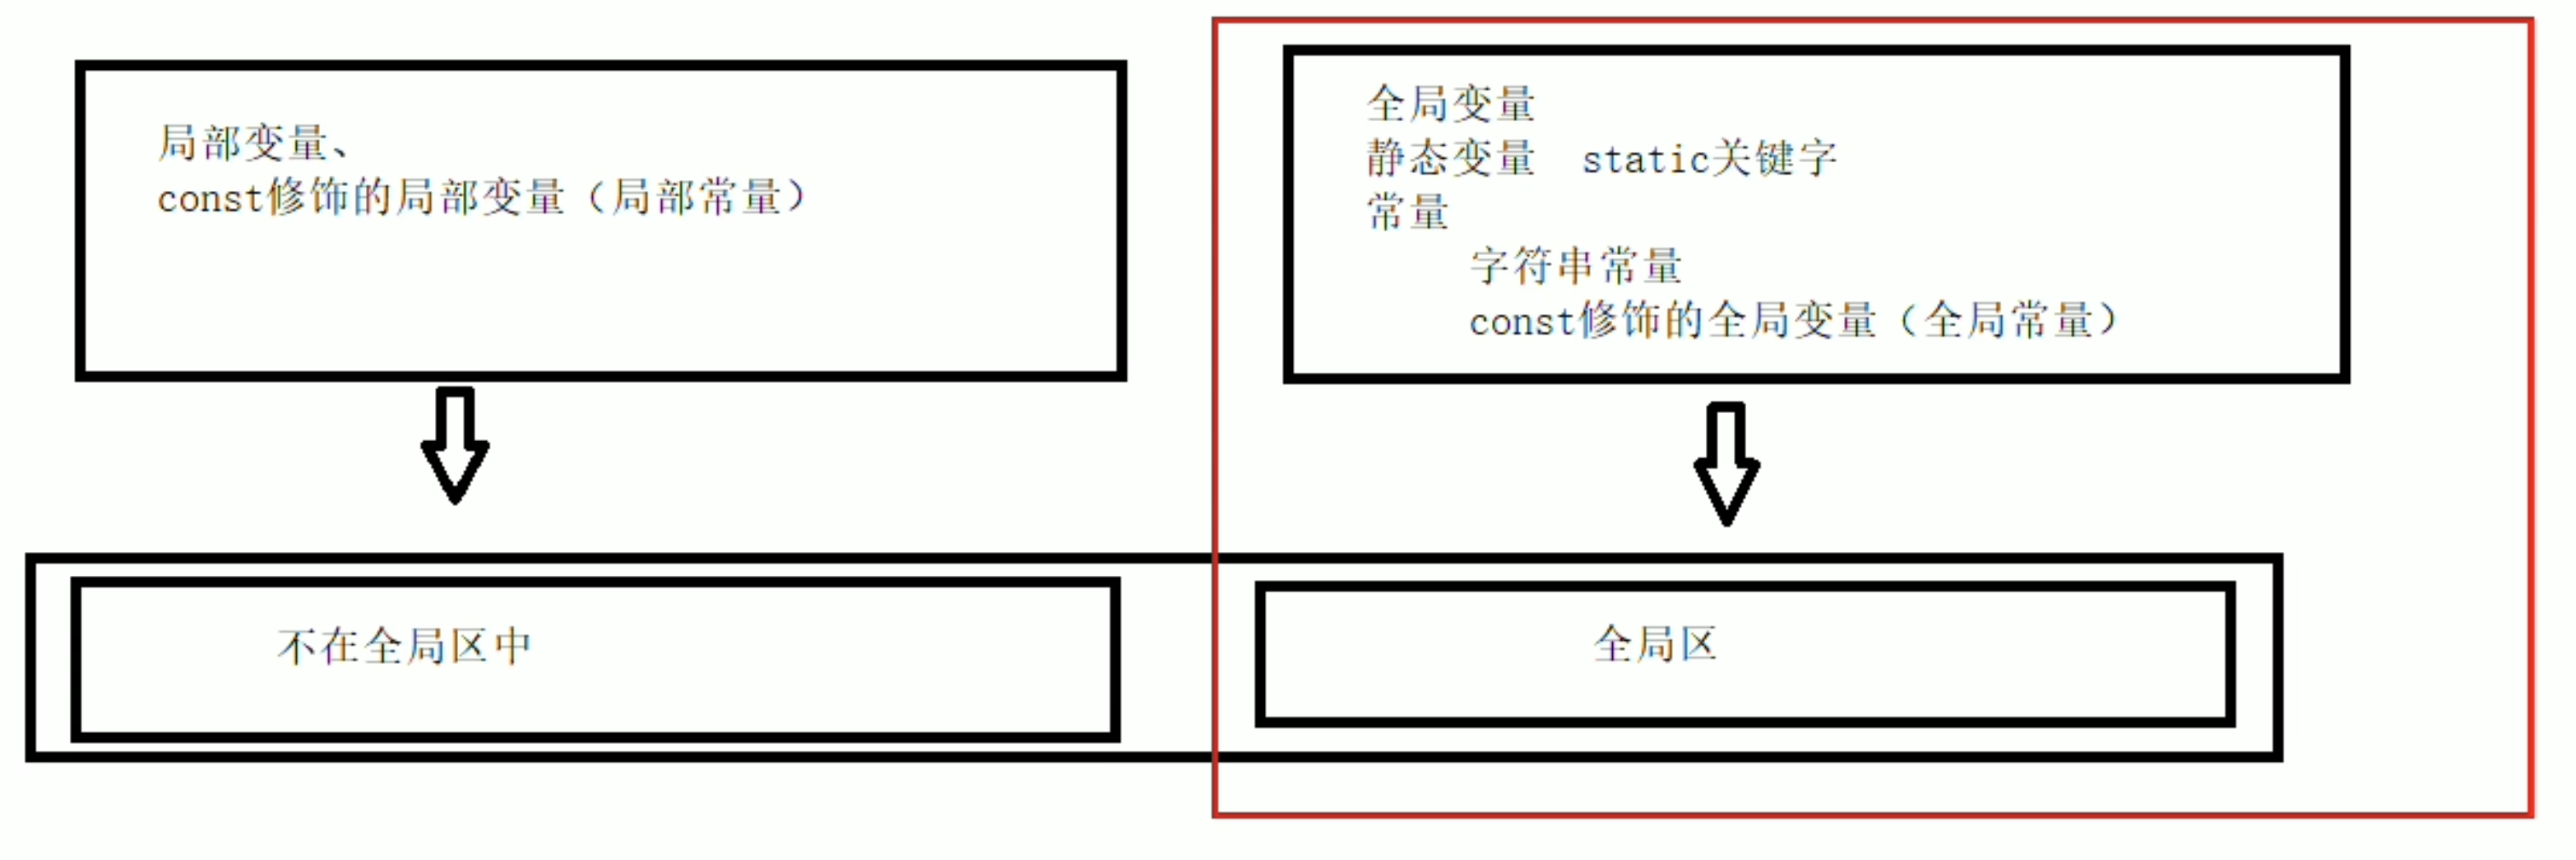 局部变量、
const修饰的局部变量（局部常量）
不在全局区中
全局变量
静态变量 static关键字
常量
字符串常量
const修饰的全局变量（全局常量）
全局区